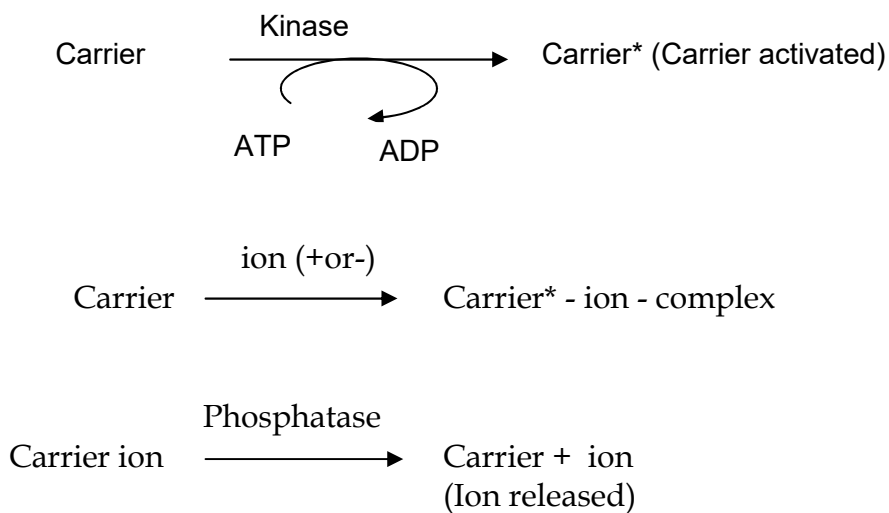 Kinase
Carrier Carrier* (Carrier activated)
ATP ADP
ion (+or-)
Carrier Carrier* - ion - complex
Phosphatase
Carrier ion Carrier + ion
(Ion released)